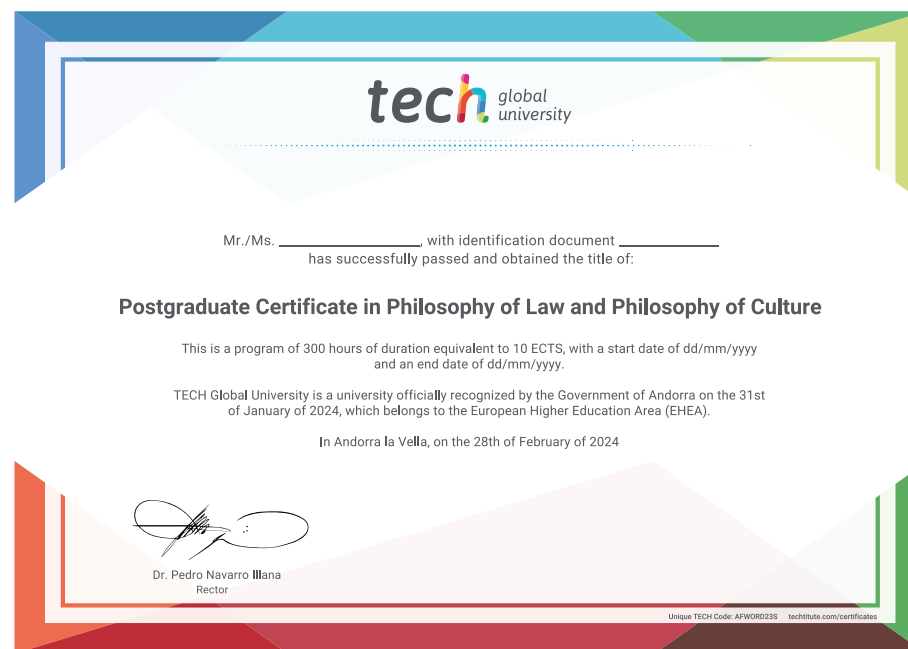 tech global
university
Mr./Ms. ____________________, with identification document ______________
has successfully passed and obtained the title of:
Postgraduate Certificate in Philosophy of Law and Philosophy of Culture
This is a program of 300 hours of duration equivalent to 10 ECTS, with a start date of dd/mm/yyyy
and an end date of dd/mm/yyyy.
TECH Global University is a university officially recognized by the Government of Andorra on the 31st
of January of 2024, which belongs to the European Higher Education Area (EHEA).
In Andorra la Vella, on the 28th of February of 2024
Dr. Pedro Navarro Illana
Rector
Unique TECH Code: AFWORD23S techtitute.com/certificates